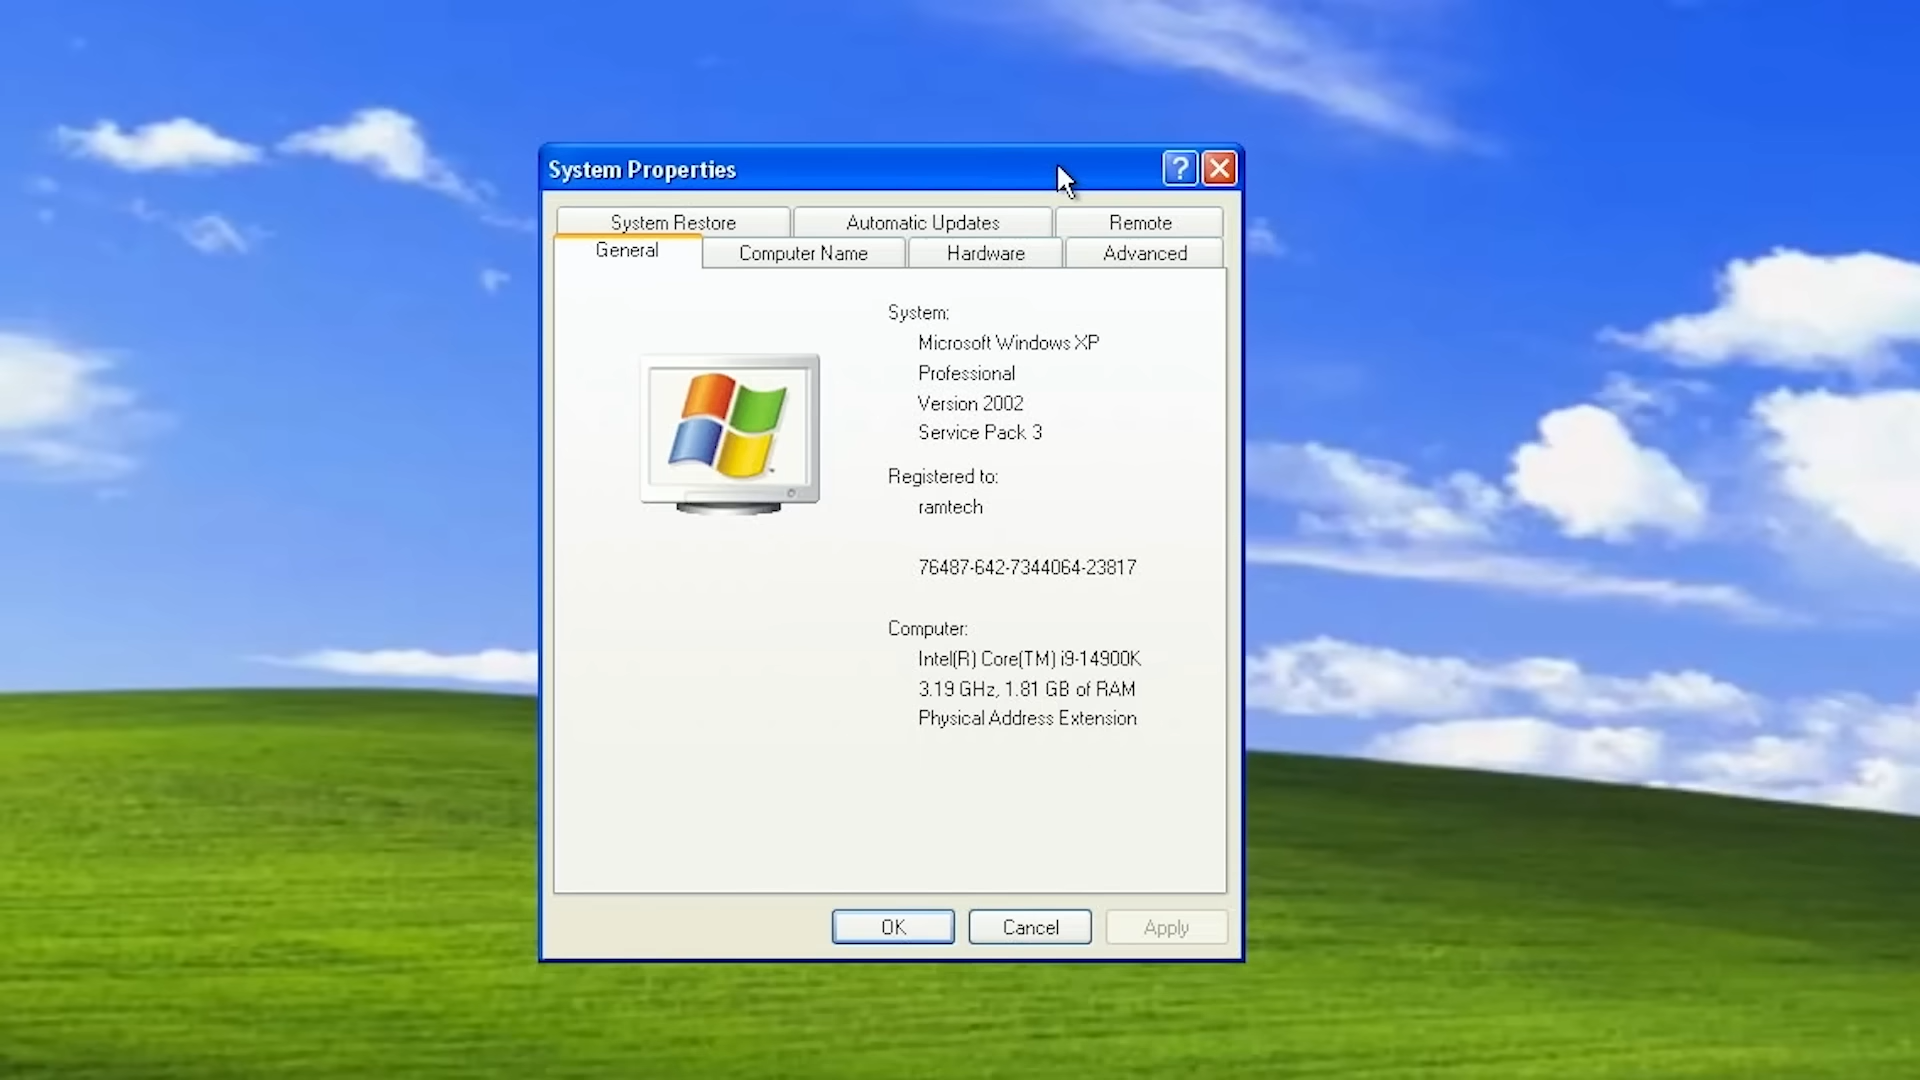 System Properties
?
System Restore
Automatic Updates
Remote
General
Computer Name
Hardware
Advanced
System:
Microsoft Windows XP
Professional
Version 2002
Service Pack 3
Registered to:
ramtech
76487-642-7344064-23817
Computer:
Intel(R) Core(TM) i9-14900K
3.19 GHz, 1.81 GB of RAM
Physical Address Extension
OK
Cancel
Apply